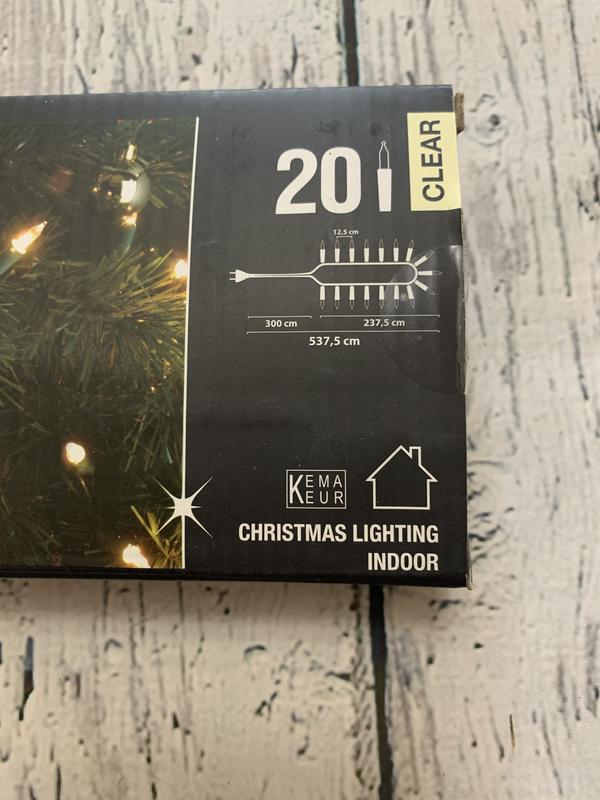 20
CLEAR
12,5 cm
300 cm
237,5 cm
537,5 cm
KEMA
KEUR
CHRISTMAS LIGHTING
INDOOR